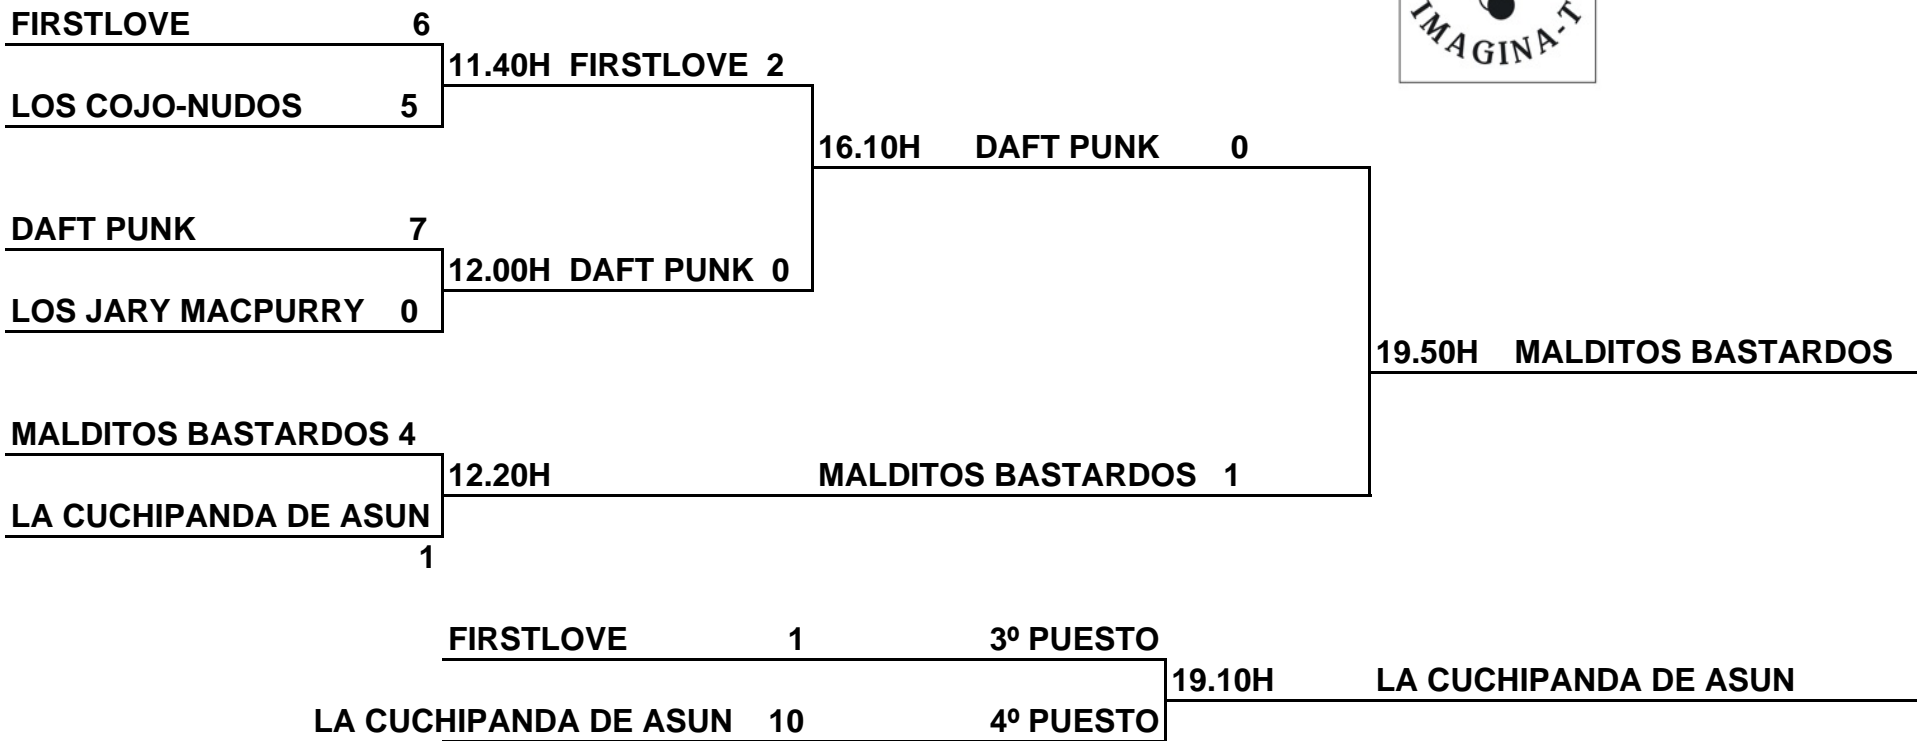 FIRSTLOVE 6
11.40H FIRSTLOVE 2
LOS COJO-NUDOS 5
16.10H DAFT PUNK 0
DAFT PUNK 7
12.00H DAFT PUNK 0
LOS JARY MACPURRY 0
19.50H MALDITOS BASTARDOS
MALDITOS BASTARDOS 4
12.20H MALDITOS BASTARDOS 1
LA CUCHIPANDA DE ASUN
1
FIRSTLOVE 1 3º PUESTO
19.10H LA CUCHIPANDA DE ASUN
LA CUCHIPANDA DE ASUN 10 4º PUESTO
IMAGINA-T